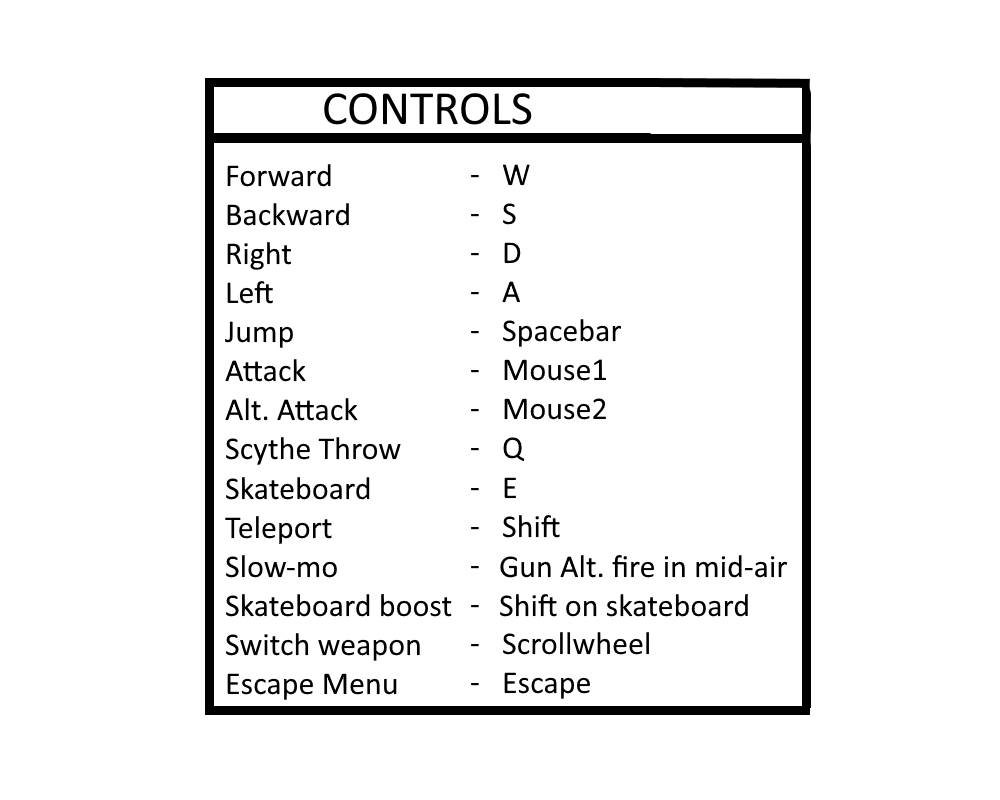 CONTROLS
Forward - W
Backward - S
Right - D
Left - A
Jump - Spacebar
Attack - Mouse1
Alt. Attack - Mouse2
Scythe Throw - Q
Skateboard - E
Teleport - Shift
Slow-mo - Gun Alt. fire in mid-air
Skateboard boost - Shift on skateboard
Switch weapon - Scrollwheel
Escape Menu - Escape